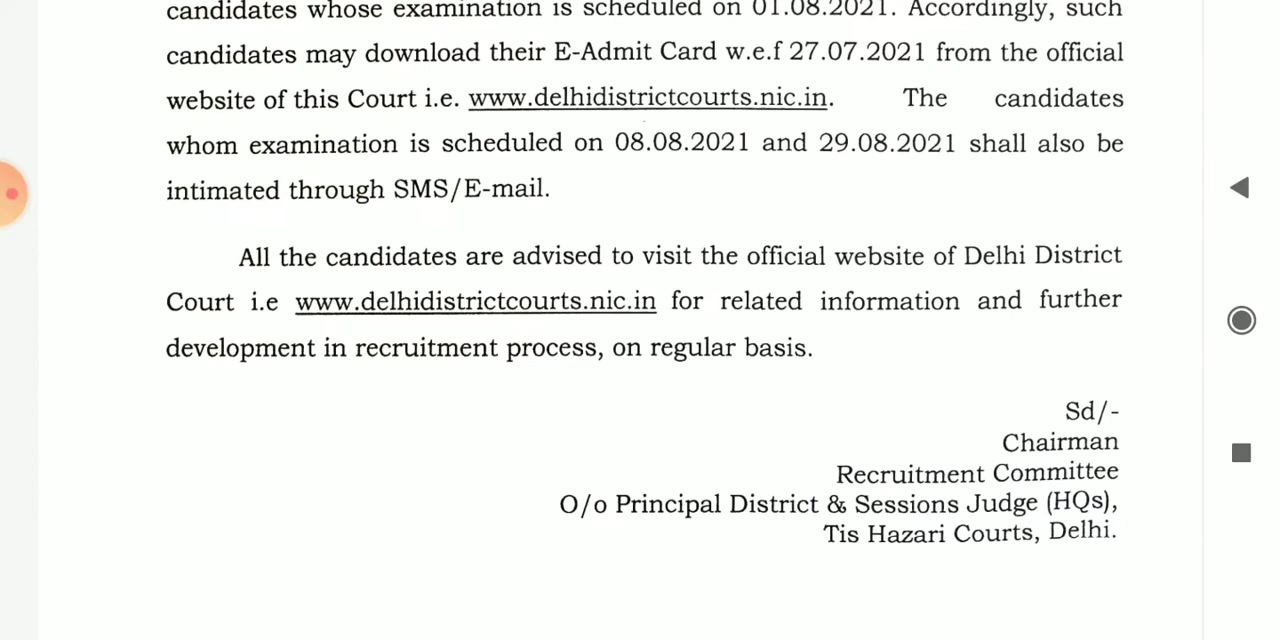 candidates whose examination is scheduled on 01.08.2021. Accordingly, such
candidates may download their E-Admit Card w.e.f 27.07.2021 from the official
website of this Court i.e. www.delhidistrictcourts.nic.in. The candidates
whom examination is scheduled on 08.08.2021 and 29.08.2021 shall also be
intimated through SMS/E-mail.
All the candidates are advised to visit the official website of Delhi District
Court i.e www.delhidistrictcourts.nic.in for related information and further
development in recruitment process, on regular basis.
Sd/-
Chairman
Recruitment Committee
O/o Principal District & Sessions Judge (HQs),
Tis Hazari Courts, Delhi.